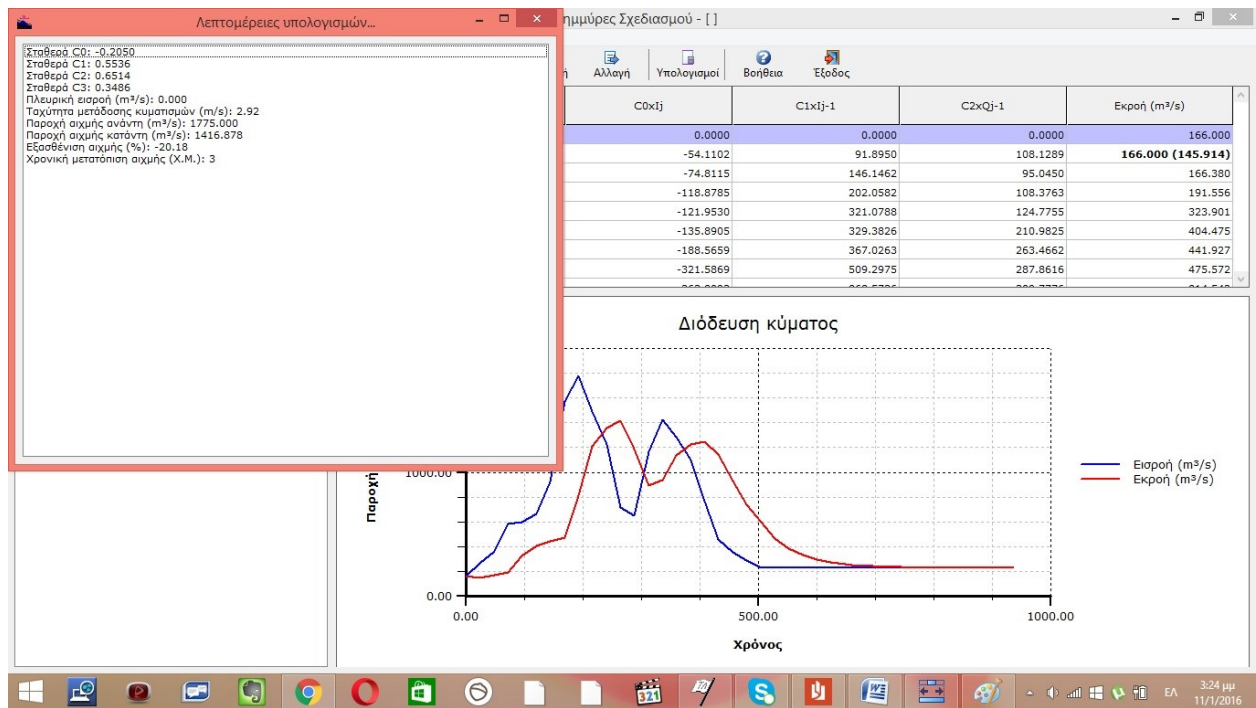 Λεπτομέρειες υπολογισμών...
ημμύρες Σχεδιασμού - [ ]
Σταθερά C0: -0.2050
Σταθερά C1: 0.5536
Σταθερά C2: 0.6514
Σταθερά C3: 0.3486
Πλευρική εισροή (m³/s): 0.000
Ταχύτητα μετάδοσης κυματισμών (m/s): 2.92
Παροχή αιχμής ανάντη (m³/s): 1775.000
Παροχή αιχμής κατάντη (m³/s): 1416.878
Εξασθένιση αιχμής (%): -20.18
Χρονική μετατόπιση αιχμής (Χ.Μ.): 3
ή Αλλαγή Υπολογισμοί Βοήθεια Έξοδος
C0xIj C1xIj-1 C2xQj-1 Εκροή (m³/s)
0.0000 0.0000 0.0000 166.000
-54.1102 91.8950 108.1289 166.000 (145.914)
-74.8115 146.1462 95.0450 166.380
-118.8785 202.0582 108.3763 191.556
-121.9530 321.0788 124.7755 323.901
-135.8905 329.3826 210.9825 404.475
-188.5659 367.0263 263.4662 441.927
-321.5869 509.2975 287.8616 475.572
Διόδευση κύματος
1000.00
Παροχή
0.00
0.00 500.00 1000.00
Χρόνος
Εισροή (m³/s)
Εκροή (m³/s)
321
ΕΛ
3:24 μμ
11/1/2016